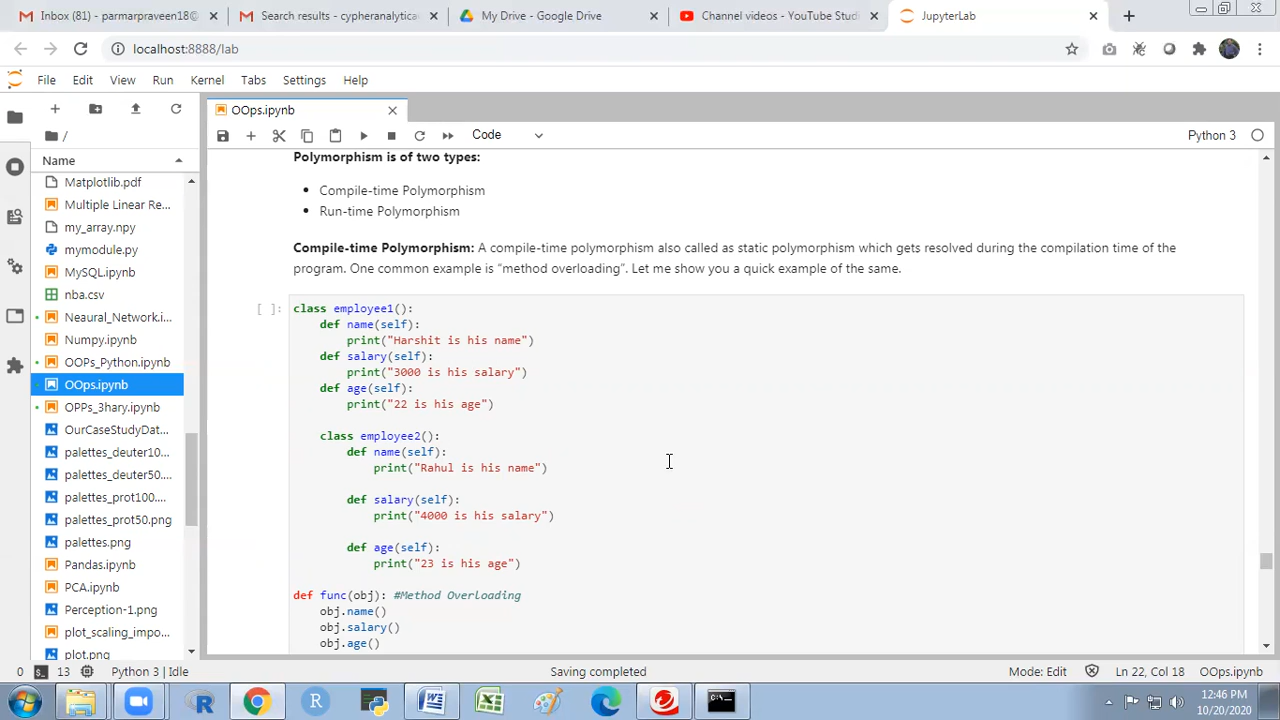 Inbox (81) - parmarpraveen18@
Search results - cypheranalytica
My Drive - Google Drive
Channel videos - YouTube Studi
JupyterLab
localhost:8888/lab
File Edit View Run Kernel Tabs Settings Help
OOps.ipynb
/
Code
Python 3
Name
Matplotlib.pdf
Multiple Linear Re...
my_array.npy
mymodule.py
MySQL.ipynb
nba.csv
Neaural_Network.i...
Numpy.ipynb
OOPs_Python.ipynb
OOps.ipynb
OPPs_3hary.ipynb
OurCaseStudyDat...
palettes_deuter10...
palettes_deuter50...
palettes_prot100....
palettes_prot50.png
palettes.png
Pandas.ipynb
PCA.ipynb
Perception-1.png
plot_scaling_impo...
plot.png
Polymorphism is of two types:
• Compile-time Polymorphism
• Run-time Polymorphism
Compile-time Polymorphism: A compile-time polymorphism also called as static polymorphism which gets resolved during the compilation time of the
program. One common example is “method overloading”. Let me show you a quick example of the same.
[ ]:
class employee1():
    def name(self):
        print("Harshit is his name")
    def salary(self):
        print("3000 is his salary")
    def age(self):
        print("22 is his age")
    class employee2():
        def name(self):
            print("Rahul is his name")
        def salary(self):
            print("4000 is his salary")
        def age(self):
            print("23 is his age")
def func(obj): #Method Overloading
    obj.name()
    obj.salary()
    obj.age()
0
13
Python 3 | Idle
Saving completed
Mode: Edit
Ln 22, Col 18
OOps.ipynb
12:46 PM
10/20/2020